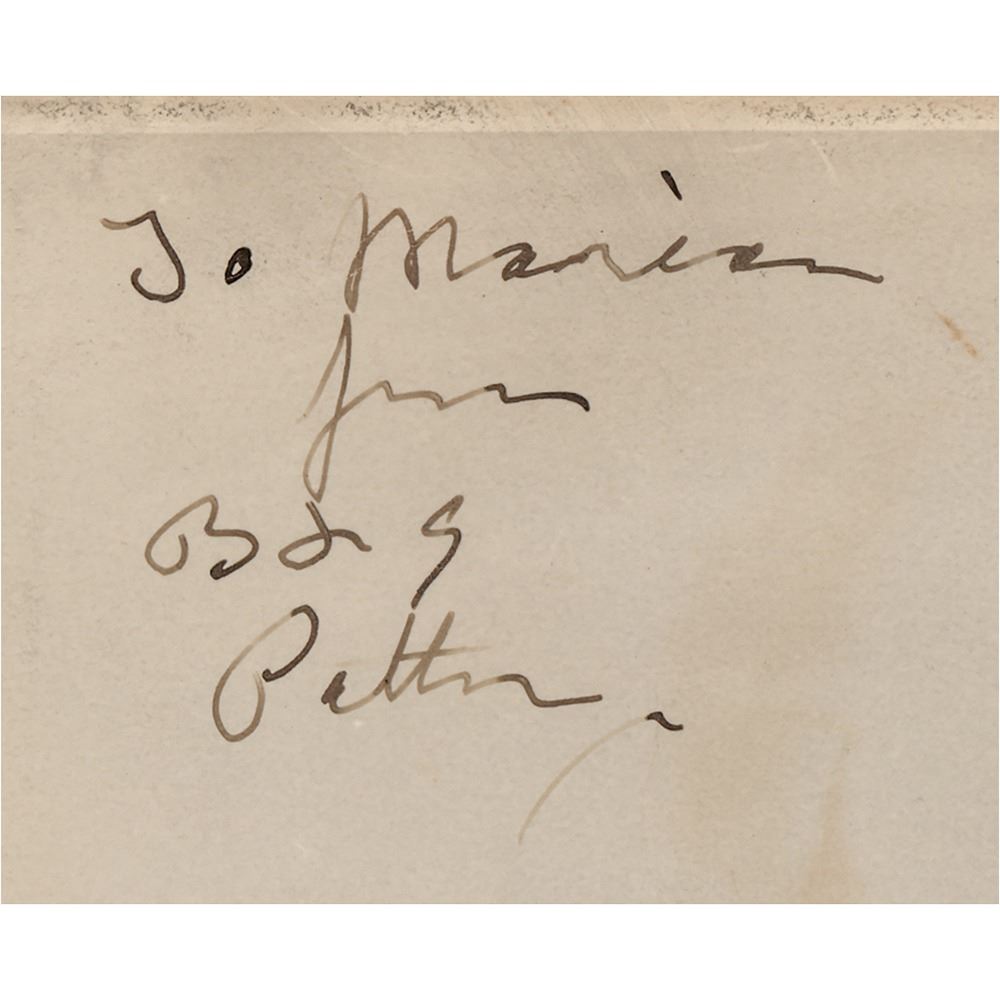 To Marian
from
B & G
Patton